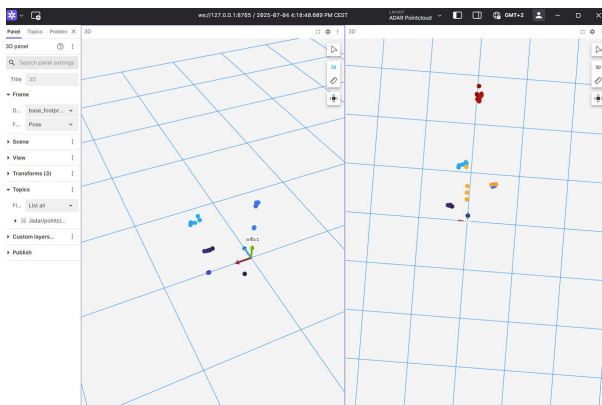 ws://127.0.0.1:8765 / 2025-07-04 4:18:40.609 PM CEST
LAYOUT
ADAR Pointcloud
GMT+2
Panel Topics Problem
3D panel
Search panel settings
Title 3D
Frame
D... base_footpr...
F... Pose
Scene
View
Transforms (3)
Topics
Fi... List all
/adar/pointcl...
Custom layers...
Publish
3D
3D
adar
3D
3D